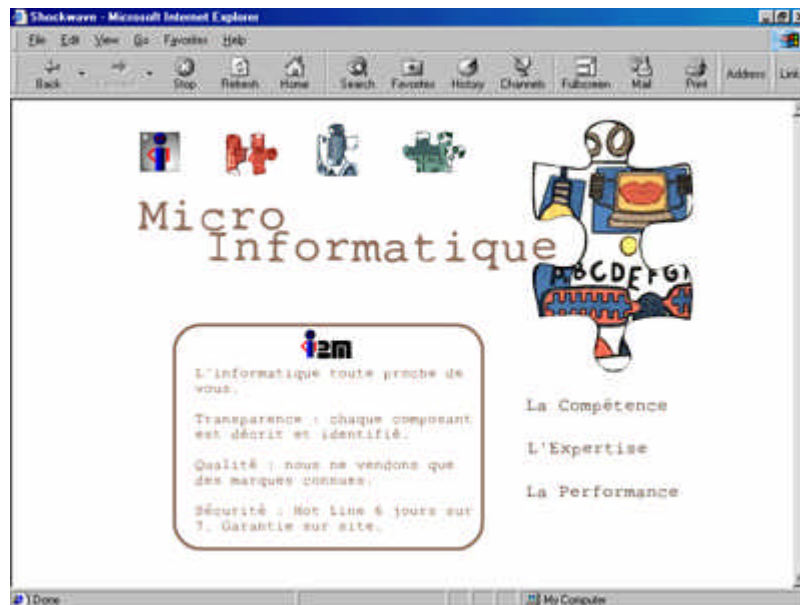 Shockwave - Microsoft Internet Explorer
File Edit View Go Favorites Help
Back Stop Refresh Home Search Favorites History Channels Fullscreen Mail Print Address Link
Micro
Informatique
ABCDEFG
i2m
L'informatique toute proche de
vous.
Transparence : chaque composant
est décrit et identifié.
Qualité : nous ne vendons que
des marques connues.
Sécurité : Hot Line 6 jours sur
7. Garantie sur site.
La Compétence
L'Expertise
La Performance
Done My Computer